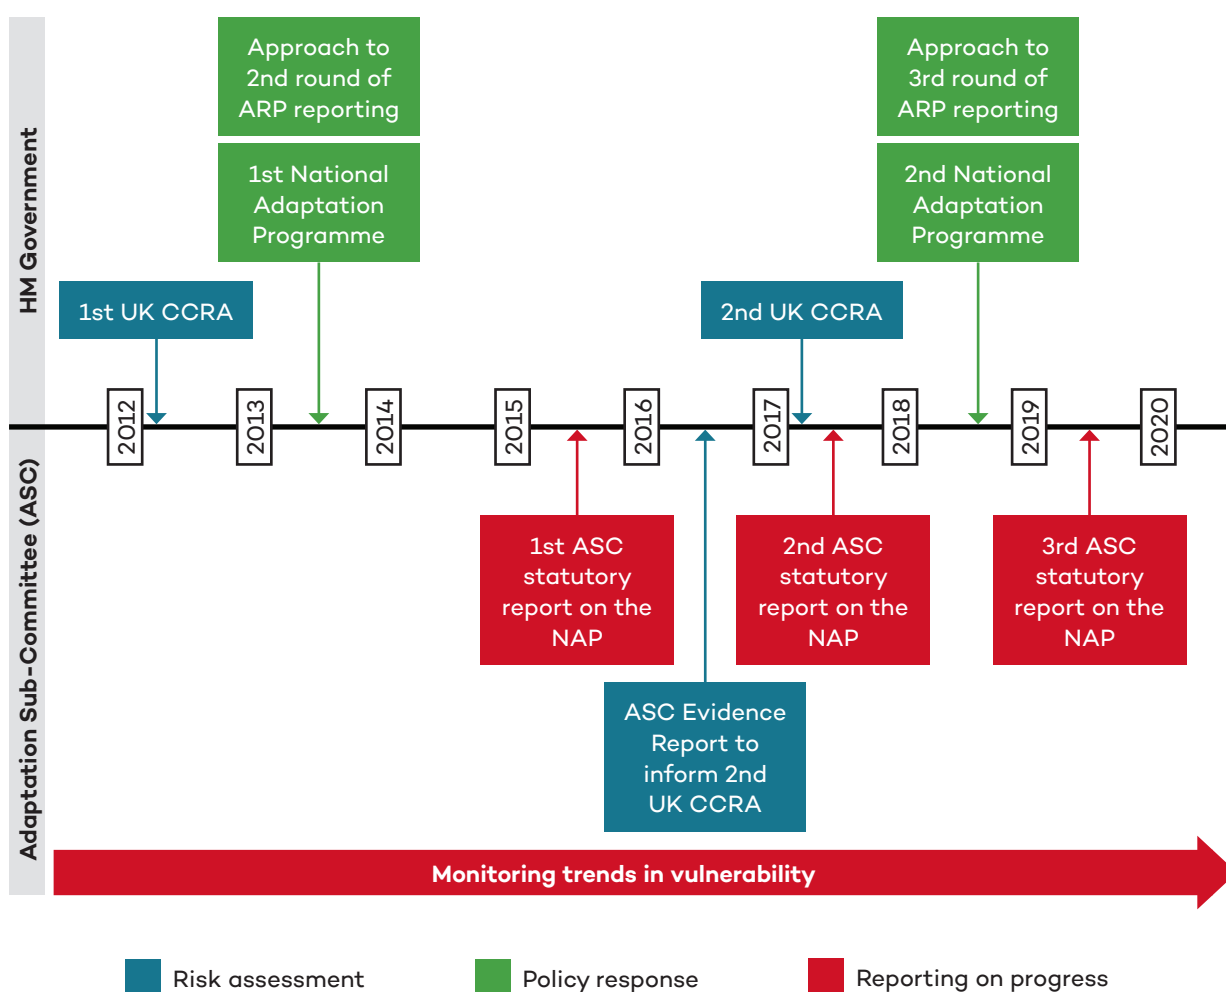 HM Government
Adaptation Sub-Committee (ASC)
Approach to
2nd round of
ARP reporting
1st National
Adaptation
Programme
Approach to
3rd round of
ARP reporting
2nd National
Adaptation
Programme
1st UK CCRA
2nd UK CCRA
2012
2013
2014
2015
2016
2017
2018
2019
2020
1st ASC
statutory
report on the
NAP
2nd ASC
statutory
report on the
NAP
3rd ASC
statutory
report on the
NAP
ASC Evidence
Report to
inform 2nd
UK CCRA
Monitoring trends in vulnerability
Risk assessment
Policy response
Reporting on progress